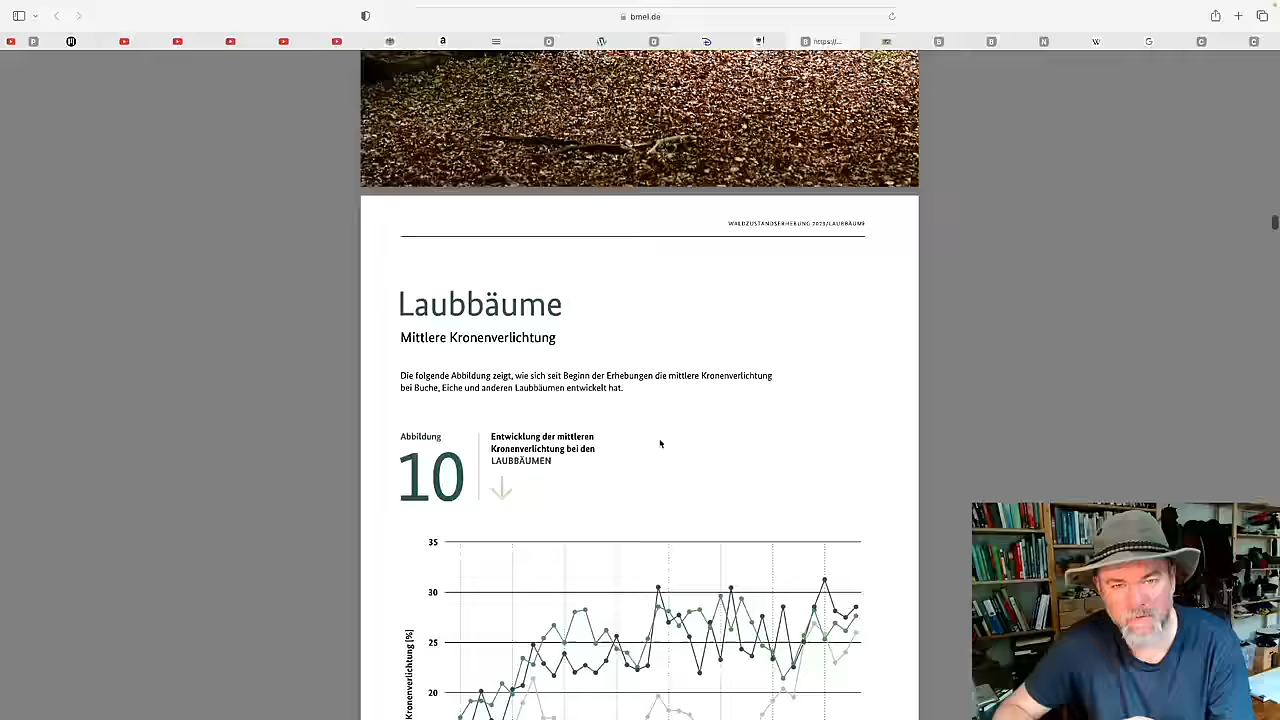 bmel.de
https://...
WALDZUSTANDSERHEBUNG 2023/LAUBBÄUME
Laubbäume
Mittlere Kronenverlichtung
Die folgende Abbildung zeigt, wie sich seit Beginn der Erhebungen die mittlere Kronenverlichtung
bei Buche, Eiche und anderen Laubbäumen entwickelt hat.
Abbildung
10
Entwicklung der mittleren
Kronenverlichtung bei den
LAUBBÄUMEN
35
30
25
20
Kronenverlichtung [%]